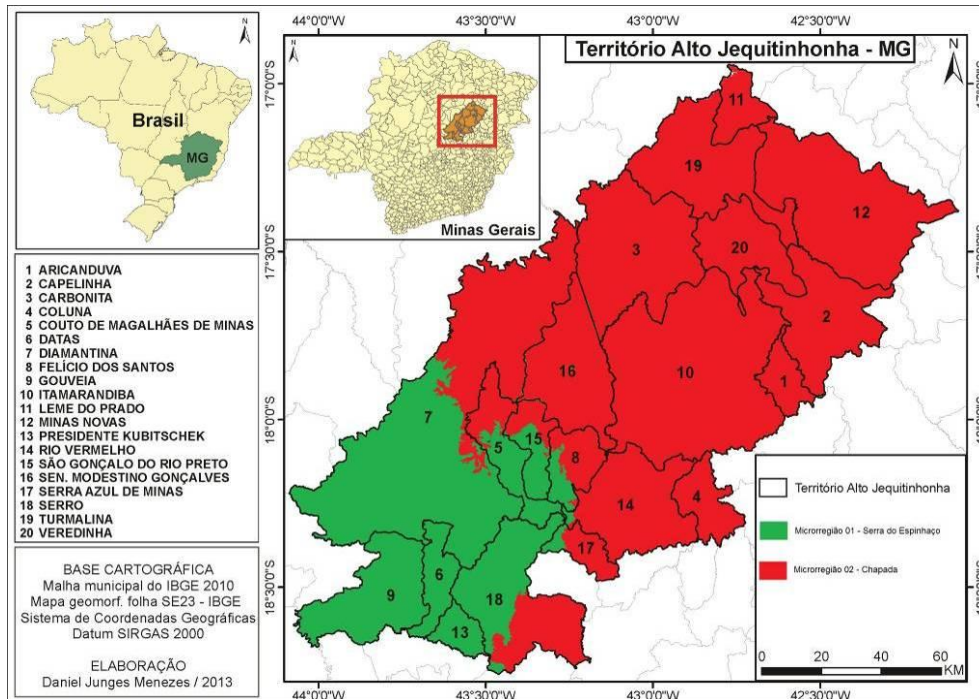 44°0'0"W
43°30'0"W
43°0'0"W
42°30'0"W
Território Alto Jequitinhonha - MG
N
N
N
Brasil
MG
Minas Gerais
17°0'0"S
17°30'0"S
18°0'0"S
18°30'0"S
17°0'0"S
17°30'0"S
1 ARICANDUVA
2 CAPELINHA
3 CARBONITA
4 COLUNA
5 COUTO DE MAGALHÃES DE MINAS
6 DATAS
7 DIAMANTINA
8 FELÍCIO DOS SANTOS
9 GOUVEIA
10 ITAMARANDIBA
11 LEME DO PRADO
12 MINAS NOVAS
13 PRESIDENTE KUBITSCHEK
14 RIO VERMELHO
15 SÃO GONÇALO DO RIO PRETO
16 SEN. MODESTINO GONÇALVES
17 SERRA AZUL DE MINAS
18 SERRO
19 TURMALINA
20 VEREDINHA
BASE CARTOGRÁFICA
Malha municipal do IBGE 2010
Mapa geomorf. folha SE23 - IBGE
Sistema de Coordenadas Geográficas
Datum SIRGAS 2000
ELABORAÇÃO
Daniel Junges Menezes / 2013
11
19
12
3
20
2
16
10
1
7
15
5
8
14
4
17
6
9
18
13
Território Alto Jequitinhonha
Microrregião 01 - Serra do Espinhaço
Microrregião 02 - Chapada
0 20 40 60
KM
44°0'0"W
43°30'0"W
43°0'0"W
42°30'0"W